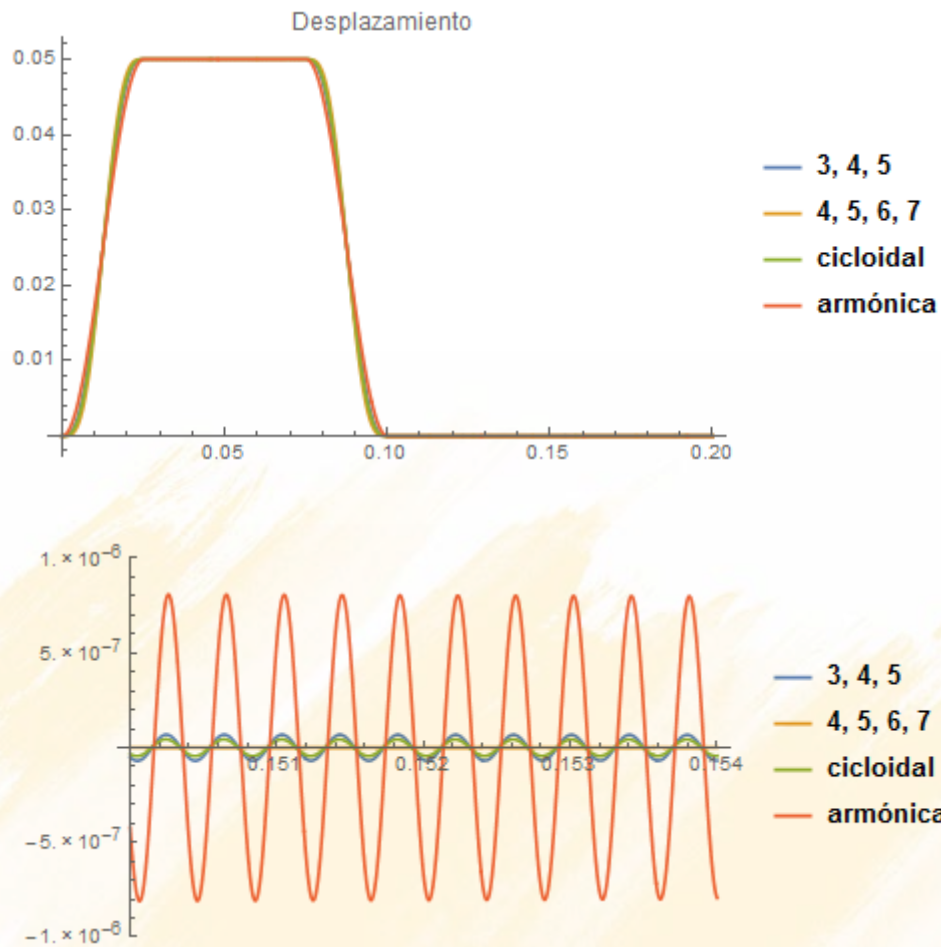 Desplazamiento
0.05
0.04
0.03
0.02
0.01
0.05 0.10 0.15 0.20
3, 4, 5
4, 5, 6, 7
cicloidal
armónica
1. × 10⁻⁶
5. × 10⁻⁷
-5. × 10⁻⁷
-1. × 10⁻⁶
0.151 0.152 0.153 0.154
3, 4, 5
4, 5, 6, 7
cicloidal
armónica